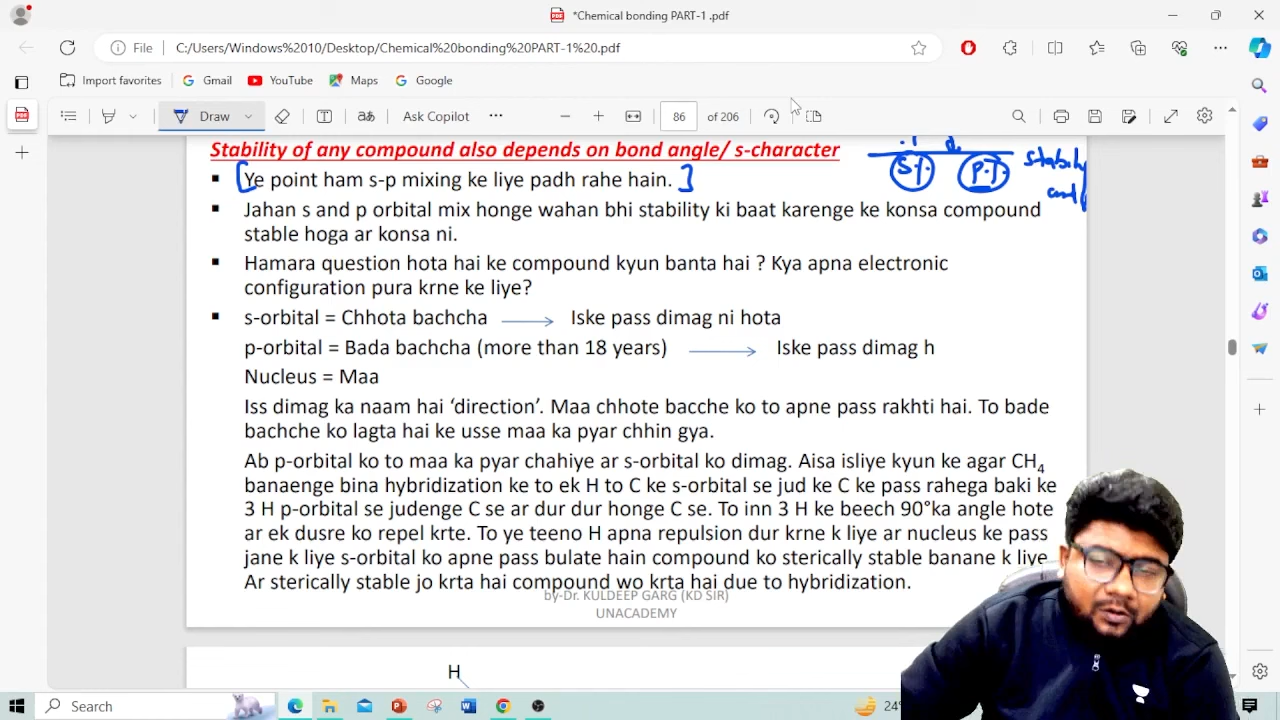 *Chemical bonding PART-1 .pdf
File
C:/Users/Windows%2010/Desktop/Chemical%20bonding%20PART-1%20.pdf
Import favorites
Gmail
YouTube
Maps
Google
Draw
Ask Copilot
86
of 206
Stability of any compound also depends on bond angle/ s-character
S%.
P.%.
stability
▪ [Ye point ham s-p mixing ke liye padh rahe hain. ]
▪ Jahan s and p orbital mix honge wahan bhi stability ki baat karenge ke konsa compound
stable hoga ar konsa ni.
▪ Hamara question hota hai ke compound kyun banta hai ? Kya apna electronic
configuration pura krne ke liye?
▪ s-orbital = Chhota bachcha → Iske pass dimag ni hota
p-orbital = Bada bachcha (more than 18 years) → Iske pass dimag h
Nucleus = Maa
Iss dimag ka naam hai ‘direction’. Maa chhote bacche ko to apne pass rakhti hai. To bade
bachche ko lagta hai ke usse maa ka pyar chhin gya.
Ab p-orbital ko to maa ka pyar chahiye ar s-orbital ko dimag. Aisa isliye kyun ke agar CH₄
banaenge bina hybridization ke to ek H to C ke s-orbital se jud ke C ke pass rahega baki ke
3 H p-orbital se judenge C se ar dur dur honge C se. To inn 3 H ke beech 90°ka angle hote
ar ek dusre ko repel krte. To ye teeno H apna repulsion dur krne k liye ar nucleus ke pass
jane k liye s-orbital ko apne pass bulate hain compound ko sterically stable banane k liye.
Ar sterically stable jo krta hai compound wo krta hai due to hybridization.
by-Dr. KULDEEP GARG (KD SIR)
UNACADEMY
H
Search
24°